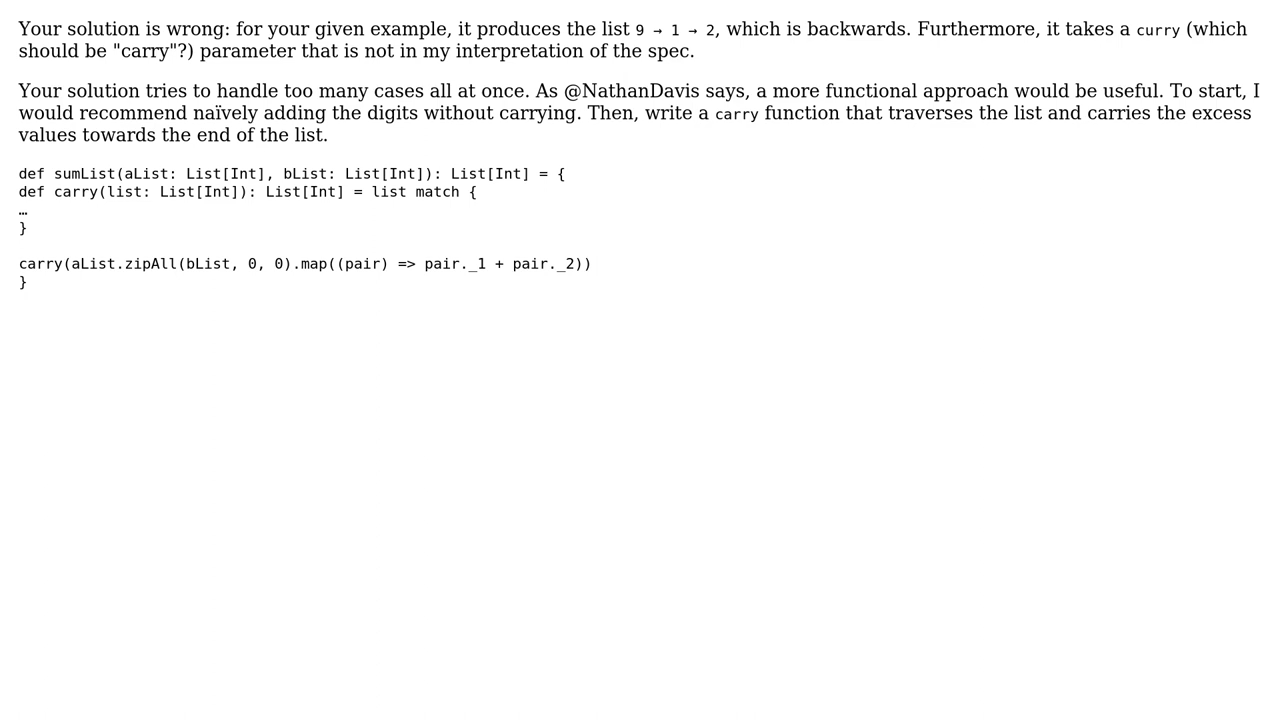 Your solution is wrong: for your given example, it produces the list 9 → 1 → 2, which is backwards. Furthermore, it takes a curry (which
should be "carry"?) parameter that is not in my interpretation of the spec.
Your solution tries to handle too many cases all at once. As @NathanDavis says, a more functional approach would be useful. To start, I
would recommend naïvely adding the digits without carrying. Then, write a carry function that traverses the list and carries the excess
values towards the end of the list.
def sumList(aList: List[Int], bList: List[Int]): List[Int] = {
def carry(list: List[Int]): List[Int] = list match {
…
}
carry(aList.zipAll(bList, 0, 0).map((pair) => pair._1 + pair._2))
}